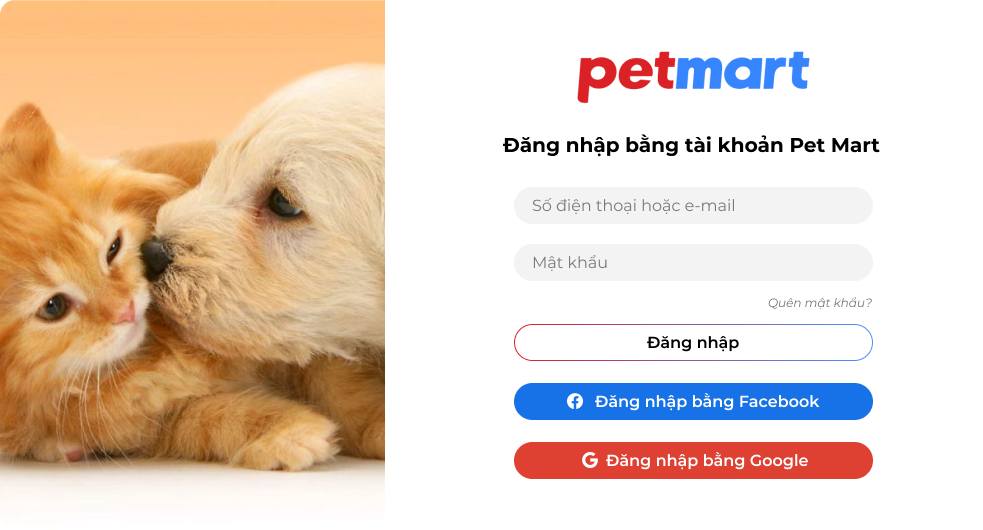 petmart
Đăng nhập bằng tài khoản Pet Mart
Số điện thoại hoặc e-mail
Mật khẩu
Quên mật khẩu?
Đăng nhập
Đăng nhập bằng Facebook
Đăng nhập bằng Google